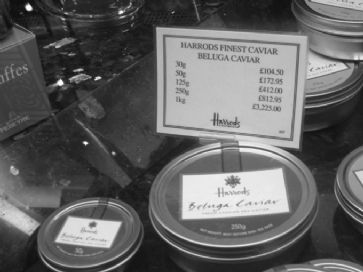 HARRODS FINEST CAVIAR
BELUGA CAVIAR
30g £104.50
50g £172.95
125g £412.00
250g £812.95
1kg £3,225.00
Harrods
Harrods
Beluga Caviar
250g
Harrods
Beluga Caviar
30g